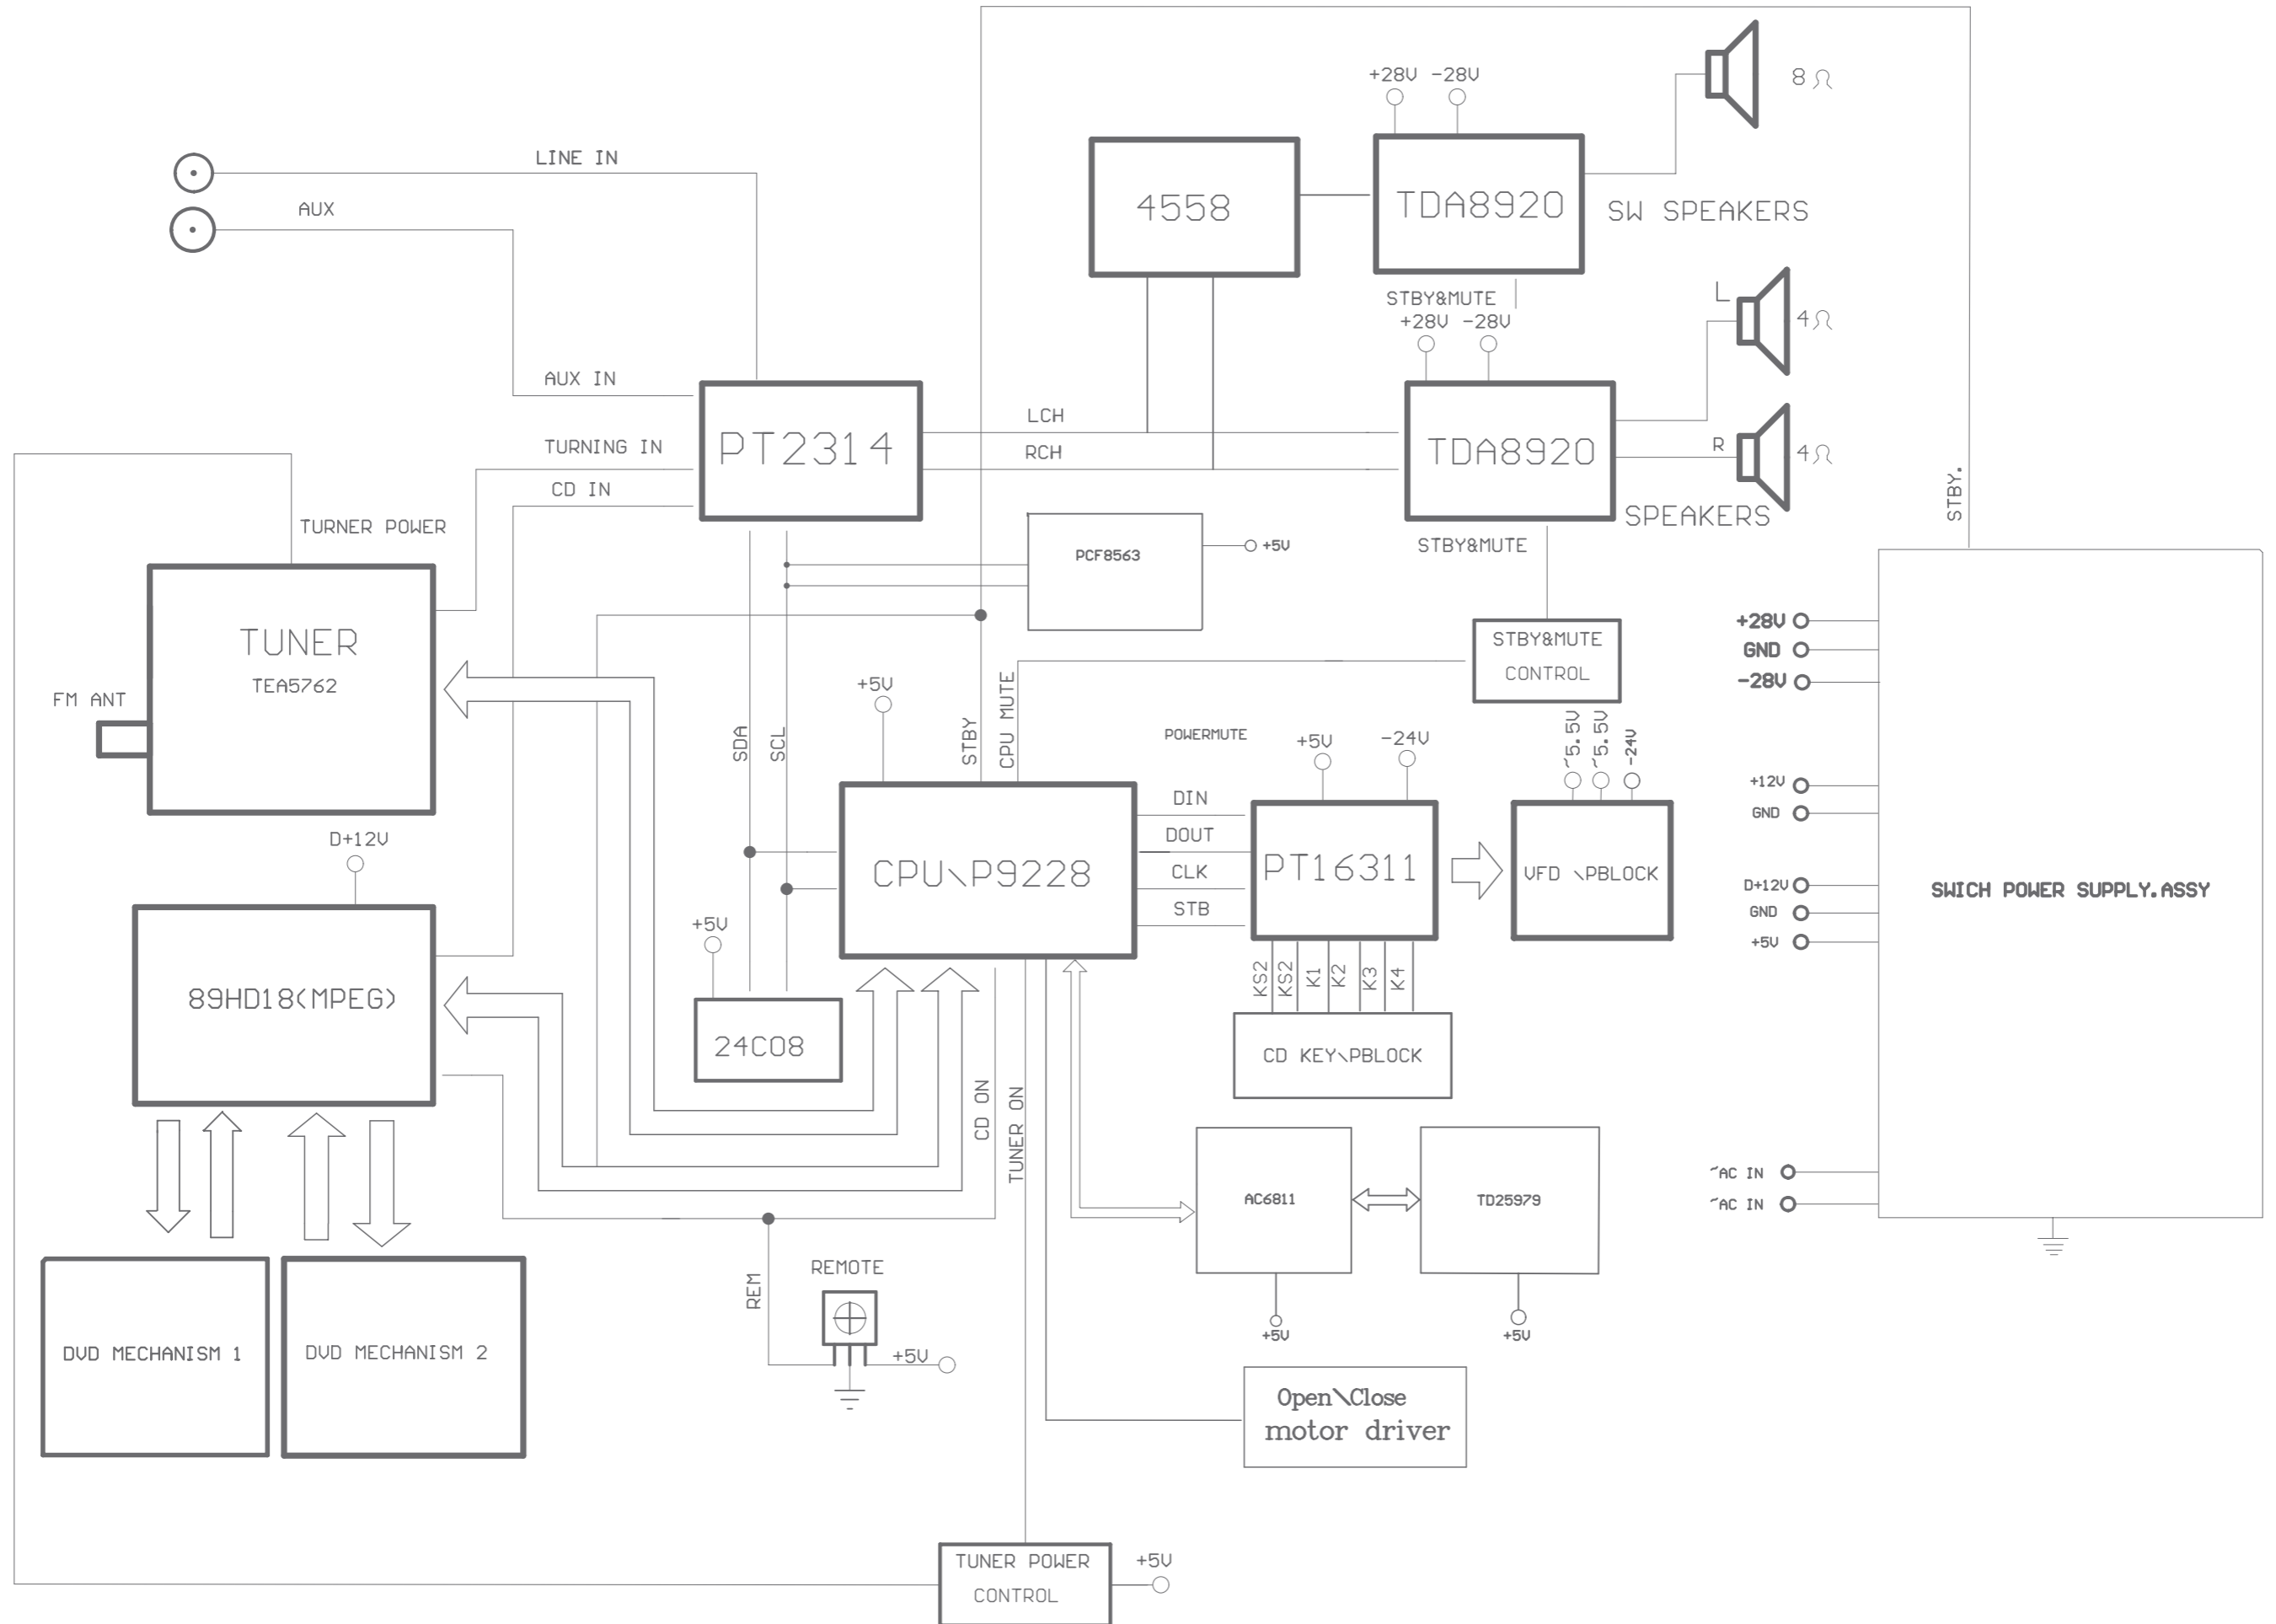 +28V -28V
8Ω
LINE IN
4558
TDA8920
AUX
SW SPEAKERS
STBY&MUTE
+28V -28V
L
4Ω
AUX IN
LCH
TURNING IN
PT2314
RCH
TDA8920
R
4Ω
CD IN
STBY.
TURNER POWER
SPEAKERS
STBY&MUTE
PCF8563
+5V
TUNER
TEA5762
FM ANT
STBY&MUTE
CONTROL
+28V
GND
-28V
+5V
SDA
SCL
STBY
CPU MUTE
POWERMUTE
+5V
-24V
~5.5V
~5.5V
-24V
+12V
GND
DIN
DOUT
CLK
STB
CPU\P9228
PT16311
VFD \PBLOCK
D+12V
D+12V
GND
+5V
SWICH POWER SUPPLY.ASSY
+5V
89HD18(MPEG)
24C08
KS2
KS2
K1
K2
K3
K4
CD KEY\PBLOCK
CD ON
TUNER ON
AC6811
TD25979
~AC IN
~AC IN
+5V
+5V
REM
REMOTE
+5V
DVD MECHANISM 1
DVD MECHANISM 2
Open\Close
motor driver
TUNER POWER
CONTROL
+5V